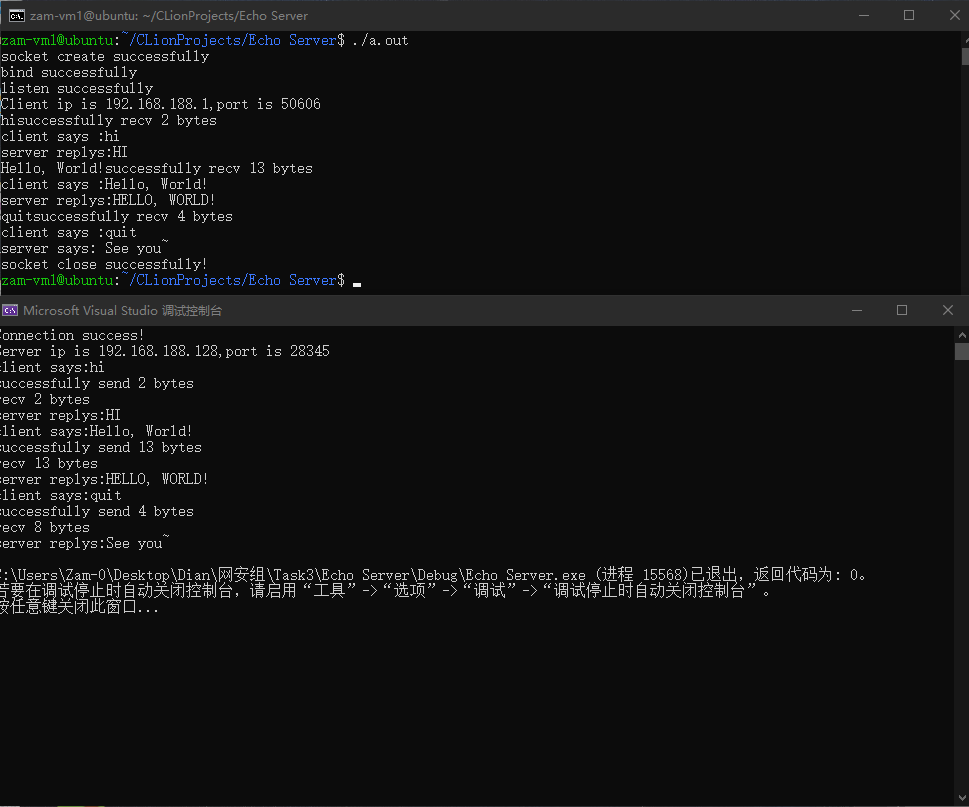 zam-vm1@ubuntu: ~/CLionProjects/Echo Server
zam-vm1@ubuntu:~/CLionProjects/Echo Server$ ./a.out
socket create successfully
bind successfully
listen successfully
Client ip is 192.168.188.1,port is 50606
hisuccessfully recv 2 bytes
client says :hi
server replys:HI
Hello, World!successfully recv 13 bytes
client says :Hello, World!
server replys:HELLO, WORLD!
quitsuccessfully recv 4 bytes
client says :quit
server says: See you~
socket close successfully!
zam-vm1@ubuntu:~/CLionProjects/Echo Server$
Microsoft Visual Studio 调试控制台
Connection success!
Server ip is 192.168.188.128,port is 28345
client says:hi
successfully send 2 bytes
recv 2 bytes
server replys:HI
client says:Hello, World!
successfully send 13 bytes
recv 13 bytes
server replys:HELLO, WORLD!
client says:quit
successfully send 4 bytes
recv 8 bytes
server replys:See you~
C:\Users\Zam-0\Desktop\Dian\网安组\Task3\Echo Server\Debug\Echo Server.exe (进程 15568)已退出，返回代码为: 0。
若要在调试停止时自动关闭控制台，请启用“工具”->“选项”->“调试”->“调试停止时自动关闭控制台”。
按任意键关闭此窗口...